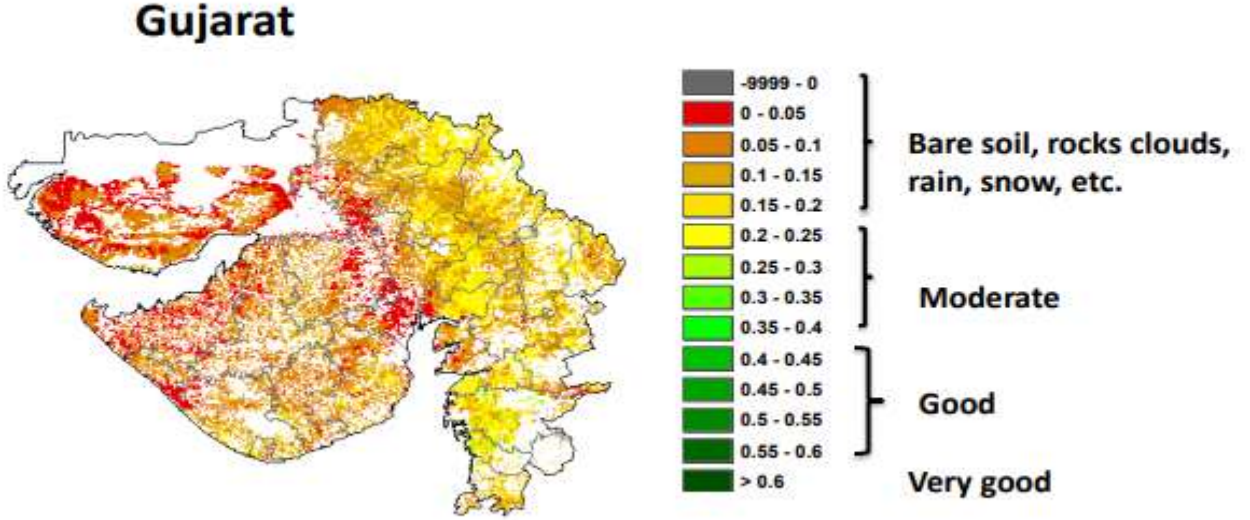 Gujarat
-9999 - 0
0 - 0.05
0.05 - 0.1
0.1 - 0.15
0.15 - 0.2
0.2 - 0.25
0.25 - 0.3
0.3 - 0.35
0.35 - 0.4
0.4 - 0.45
0.45 - 0.5
0.5 - 0.55
0.55 - 0.6
> 0.6
Bare soil, rocks clouds,
rain, snow, etc.
Moderate
Good
Very good